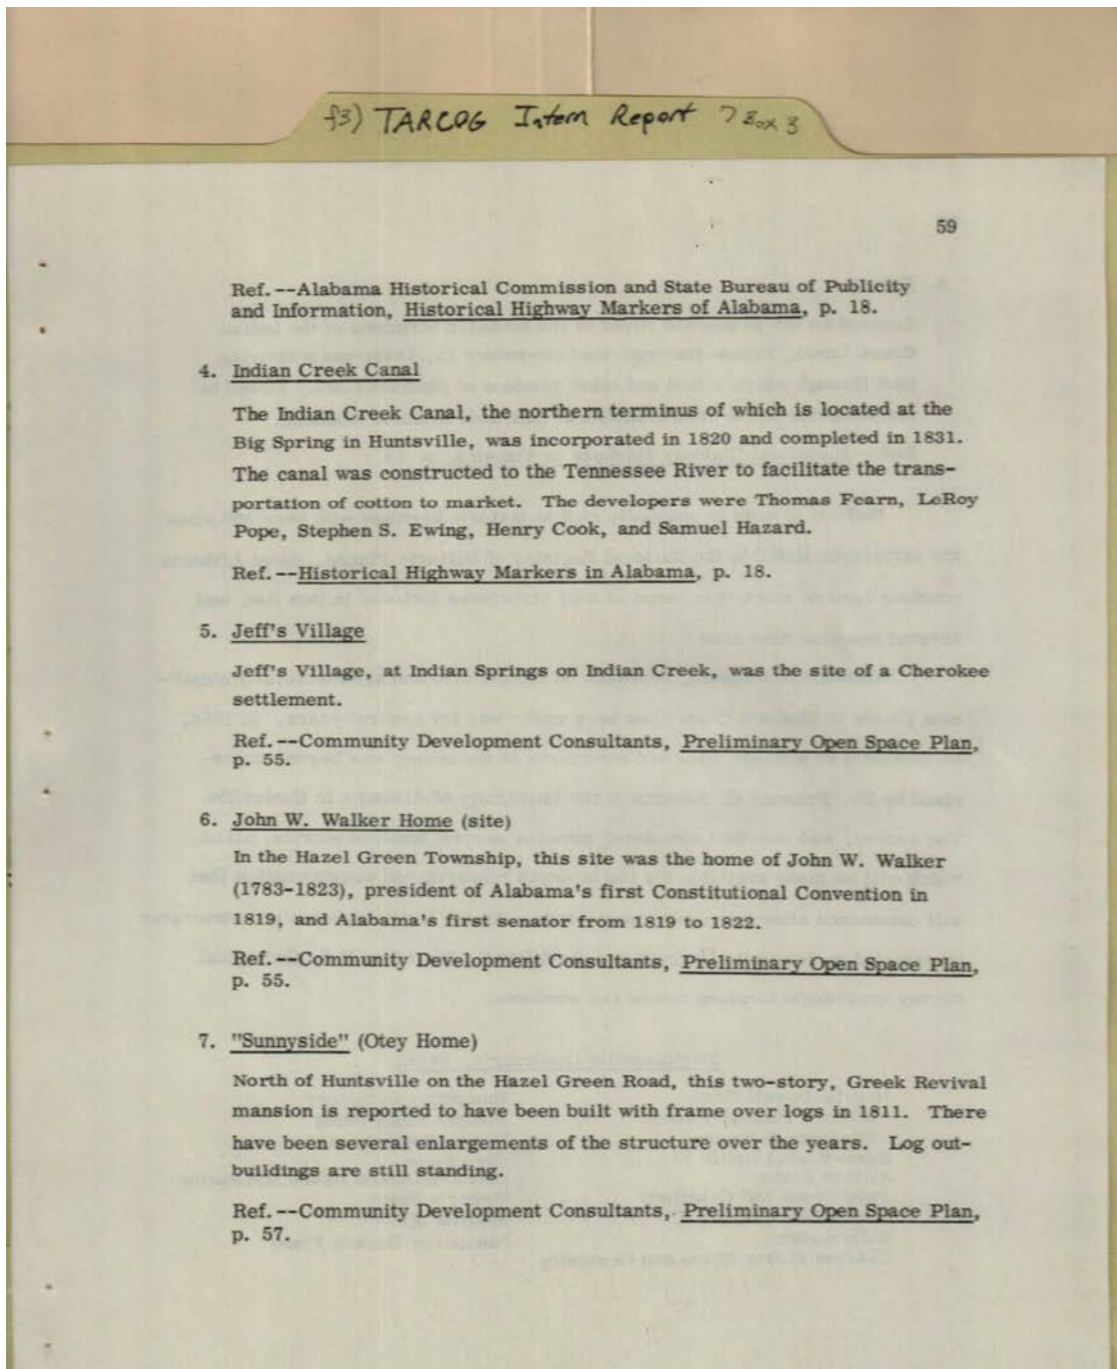 f3) TARCOG Intern Report Box 3
59
Ref. --Alabama Historical Commission and State Bureau of Publicity
and Information, Historical Highway Markers of Alabama, p. 18.
4. Indian Creek Canal
The Indian Creek Canal, the northern terminus of which is located at the
Big Spring in Huntsville, was incorporated in 1820 and completed in 1831.
The canal was constructed to the Tennessee River to facilitate the trans-
portation of cotton to market. The developers were Thomas Fearn, LeRoy
Pope, Stephen S. Ewing, Henry Cook, and Samuel Hazard.
Ref. --Historical Highway Markers in Alabama, p. 18.
5. Jeff's Village
Jeff's Village, at Indian Springs on Indian Creek, was the site of a Cherokee
settlement.
Ref. --Community Development Consultants, Preliminary Open Space Plan,
p. 55.
6. John W. Walker Home (site)
In the Hazel Green Township, this site was the home of John W. Walker
(1783-1823), president of Alabama's first Constitutional Convention in
1819, and Alabama's first senator from 1819 to 1822.
Ref. --Community Development Consultants, Preliminary Open Space Plan,
p. 55.
7. "Sunnyside" (Otey Home)
North of Huntsville on the Hazel Green Road, this two-story, Greek Revival
mansion is reported to have been built with frame over logs in 1811. There
have been several enlargements of the structure over the years. Log out-
buildings are still standing.
Ref. --Community Development Consultants, Preliminary Open Space Plan,
p. 57.